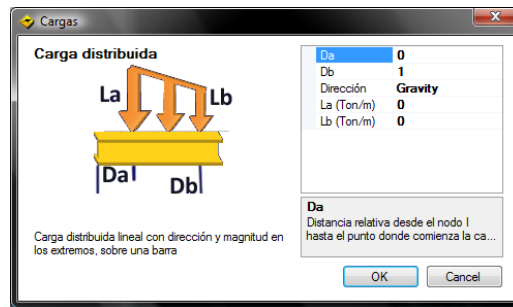 Cargas
Carga distribuida
La
Lb
Da
Db
Carga distribuida lineal con dirección y magnitud en
los extremos, sobre una barra
Da 0
Db 1
Dirección Gravity
La (Ton/m) 0
Lb (Ton/m) 0
Da
Distancia relativa desde el nodo I
hasta el punto donde comienza la ca...
OK
Cancel